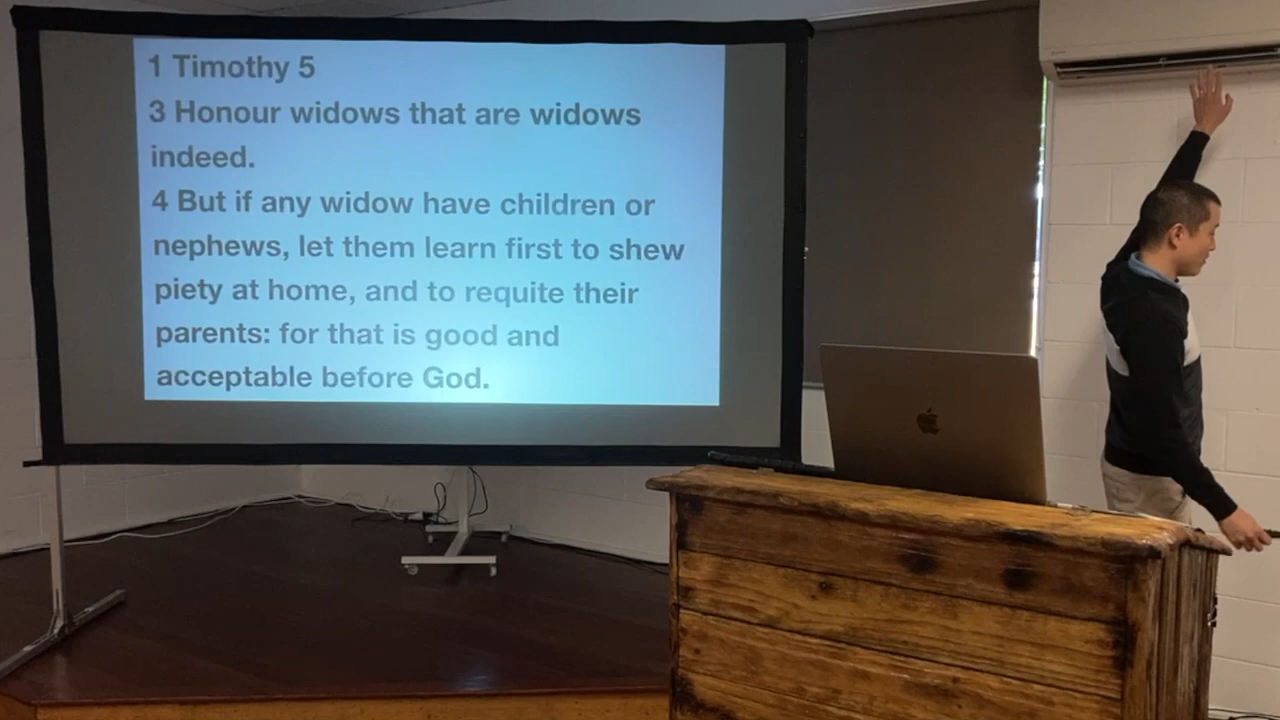 1 Timothy 5
3 Honour widows that are widows
indeed.
4 But if any widow have children or
nephews, let them learn first to shew
piety at home, and to requite their
parents: for that is good and
acceptable before God.